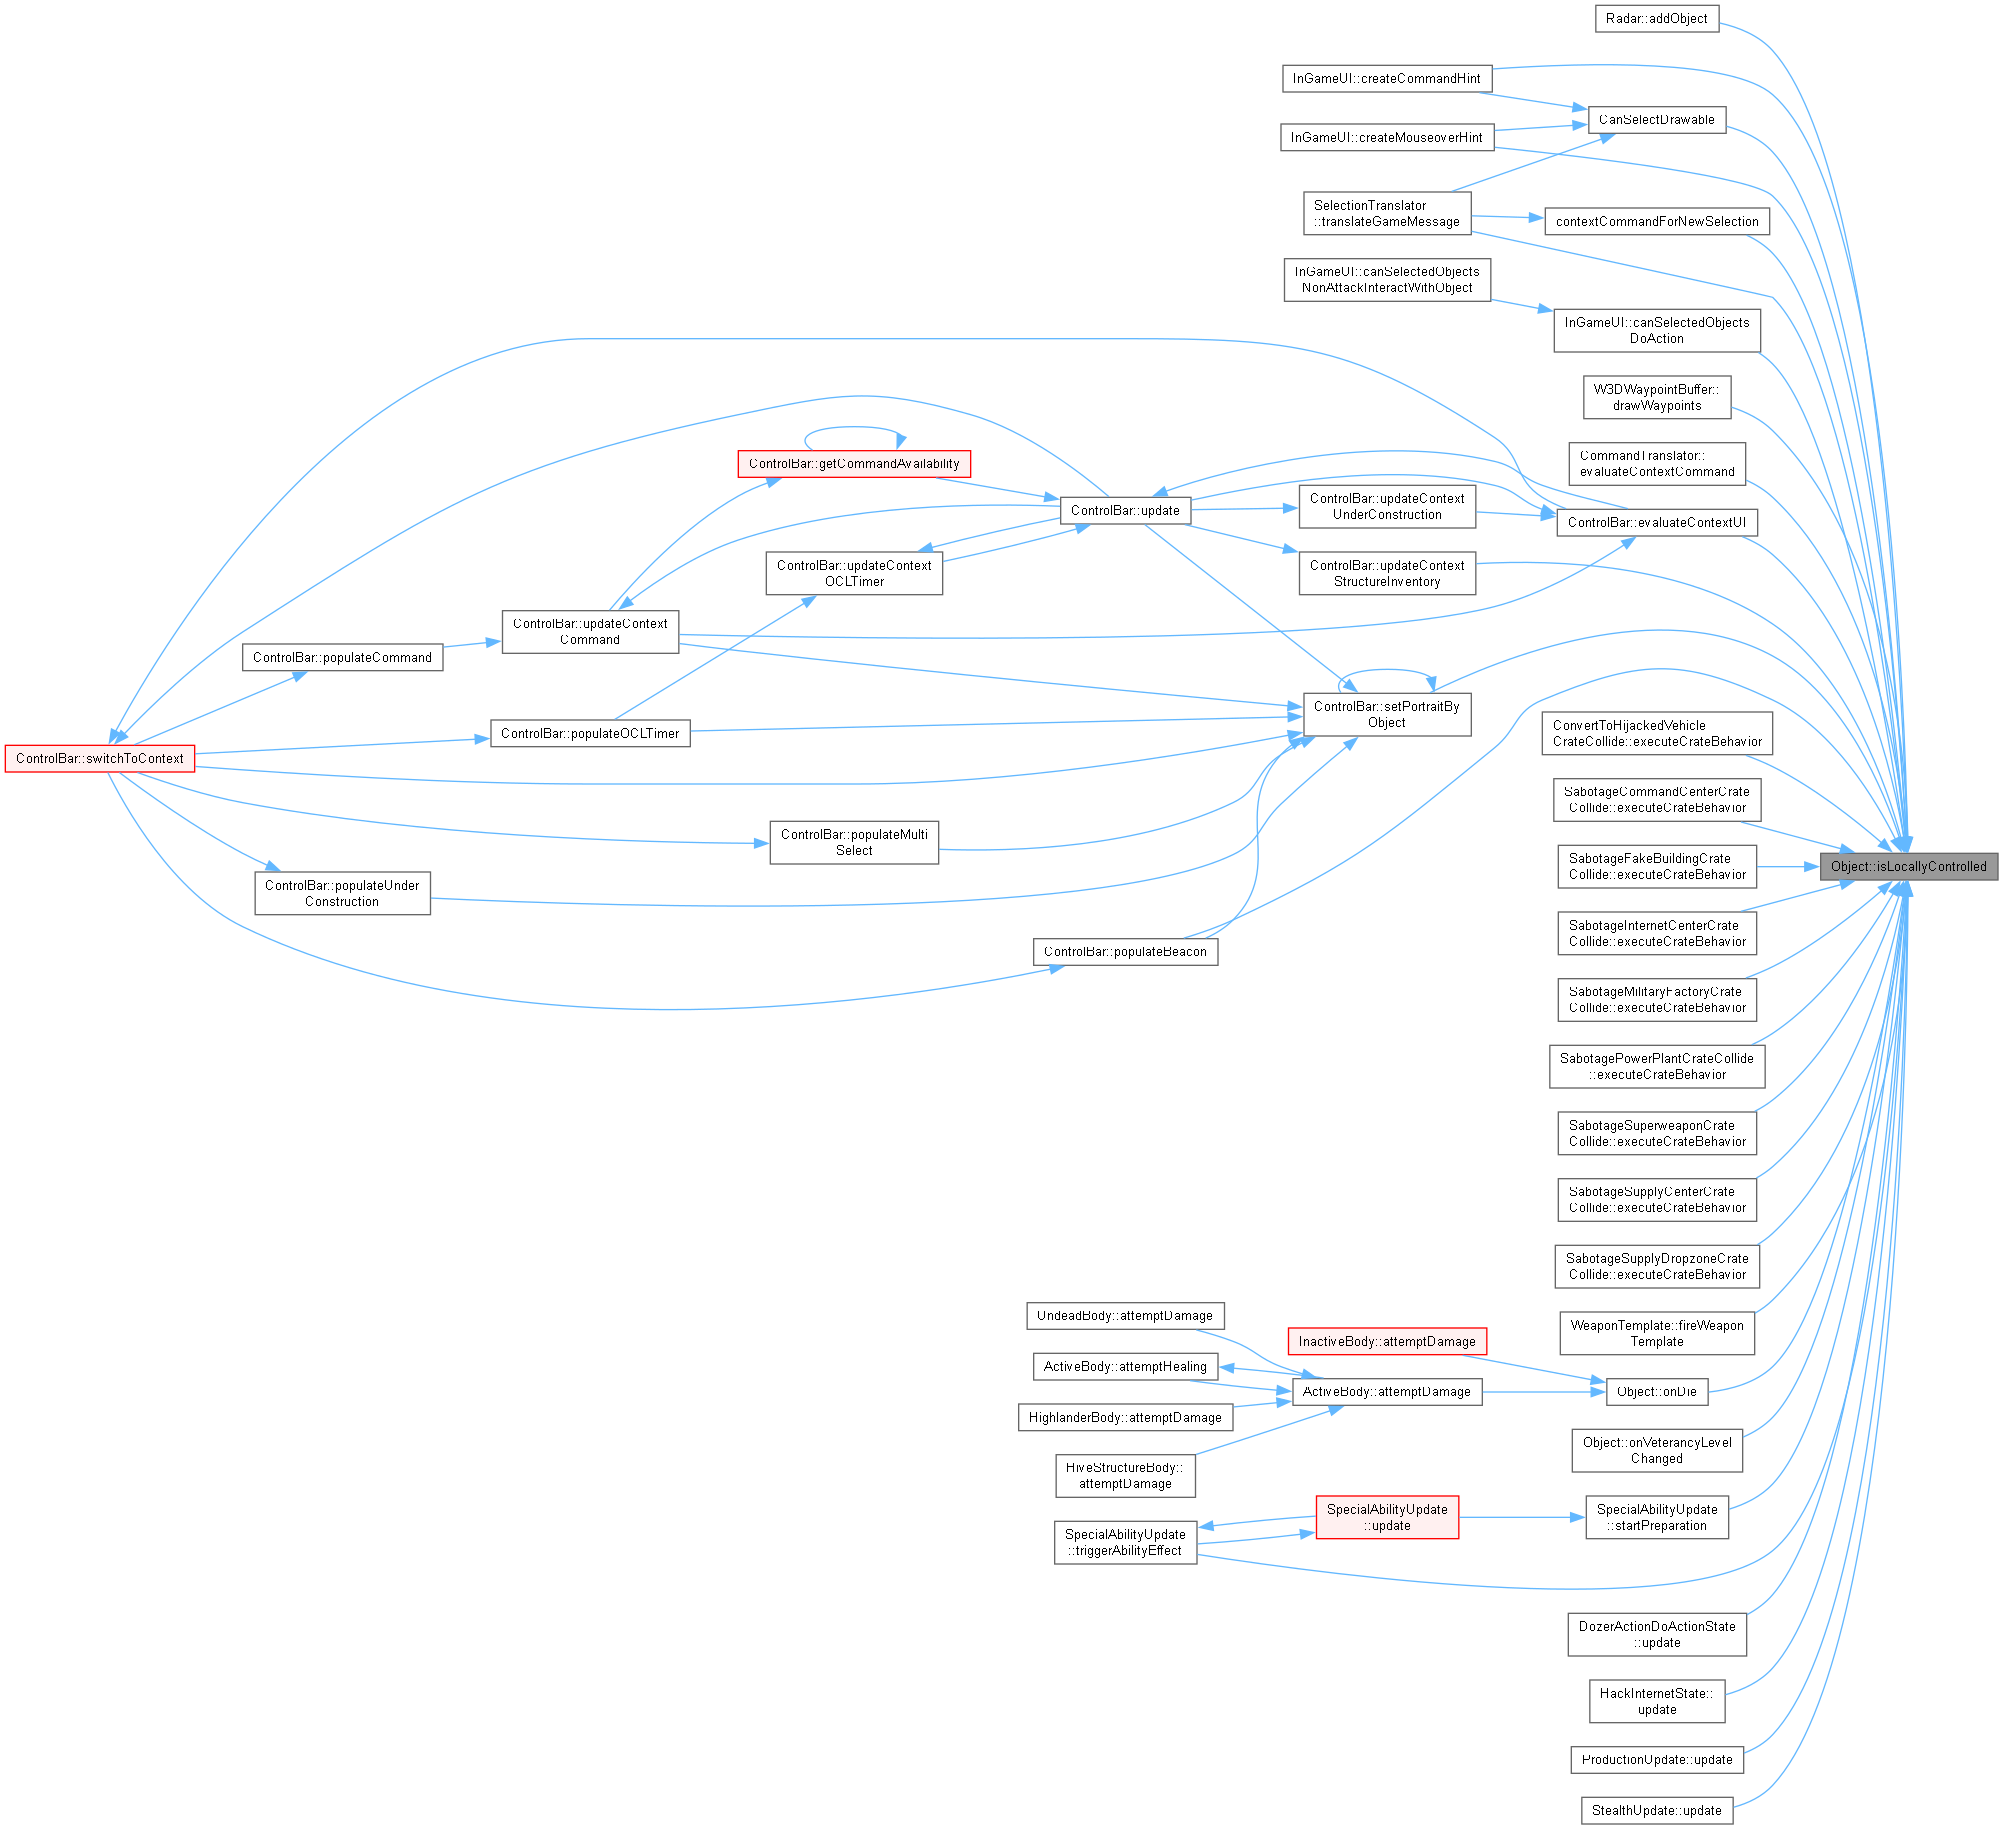 Radar::addObject
InGameUI::createCommandHint
CanSelectDrawable
InGameUI::createMouseoverHint
SelectionTranslator
::translateGameMessage
contextCommandForNewSelection
InGameUI::canSelectedObjects
NonAttackInteractWithObject
InGameUI::canSelectedObjects
DoAction
W3DWaypointBuffer::
drawWaypoints
CommandTranslator::
evaluateContextCommand
ControlBar::getCommandAvailability
ControlBar::update
ControlBar::updateContext
UnderConstruction
ControlBar::evaluateContextUI
ControlBar::updateContext
OCLTimer
ControlBar::updateContext
StructureInventory
ControlBar::updateContext
Command
ControlBar::populateCommand
ControlBar::setPortraitBy
Object
ControlBar::populateOCLTimer
ControlBar::switchToContext
ConvertToHijackedVehicle
CrateCollide::executeCrateBehavior
SabotageCommandCenterCrate
Collide::executeCrateBehavior
ControlBar::populateMulti
Select
SabotageFakeBuildingCrate
Collide::executeCrateBehavior
Object::isLocallyControlled
ControlBar::populateUnder
Construction
SabotageInternetCenterCrate
Collide::executeCrateBehavior
ControlBar::populateBeacon
SabotageMilitaryFactoryCrate
Collide::executeCrateBehavior
SabotagePowerPlantCrateCollide
::executeCrateBehavior
SabotageSuperweaponCrate
Collide::executeCrateBehavior
SabotageSupplyCenterCrate
Collide::executeCrateBehavior
SabotageSupplyDropzoneCrate
Collide::executeCrateBehavior
UndeadBody::attemptDamage
WeaponTemplate::fireWeapon
Template
InactiveBody::attemptDamage
ActiveBody::attemptHealing
ActiveBody::attemptDamage
Object::onDie
HighlanderBody::attemptDamage
Object::onVeterancyLevel
Changed
HiveStructureBody::
attemptDamage
SpecialAbilityUpdate
::update
SpecialAbilityUpdate
::startPreparation
SpecialAbilityUpdate
::triggerAbilityEffect
DozerActionDoActionState
::update
HackInternetState::
update
ProductionUpdate::update
StealthUpdate::update